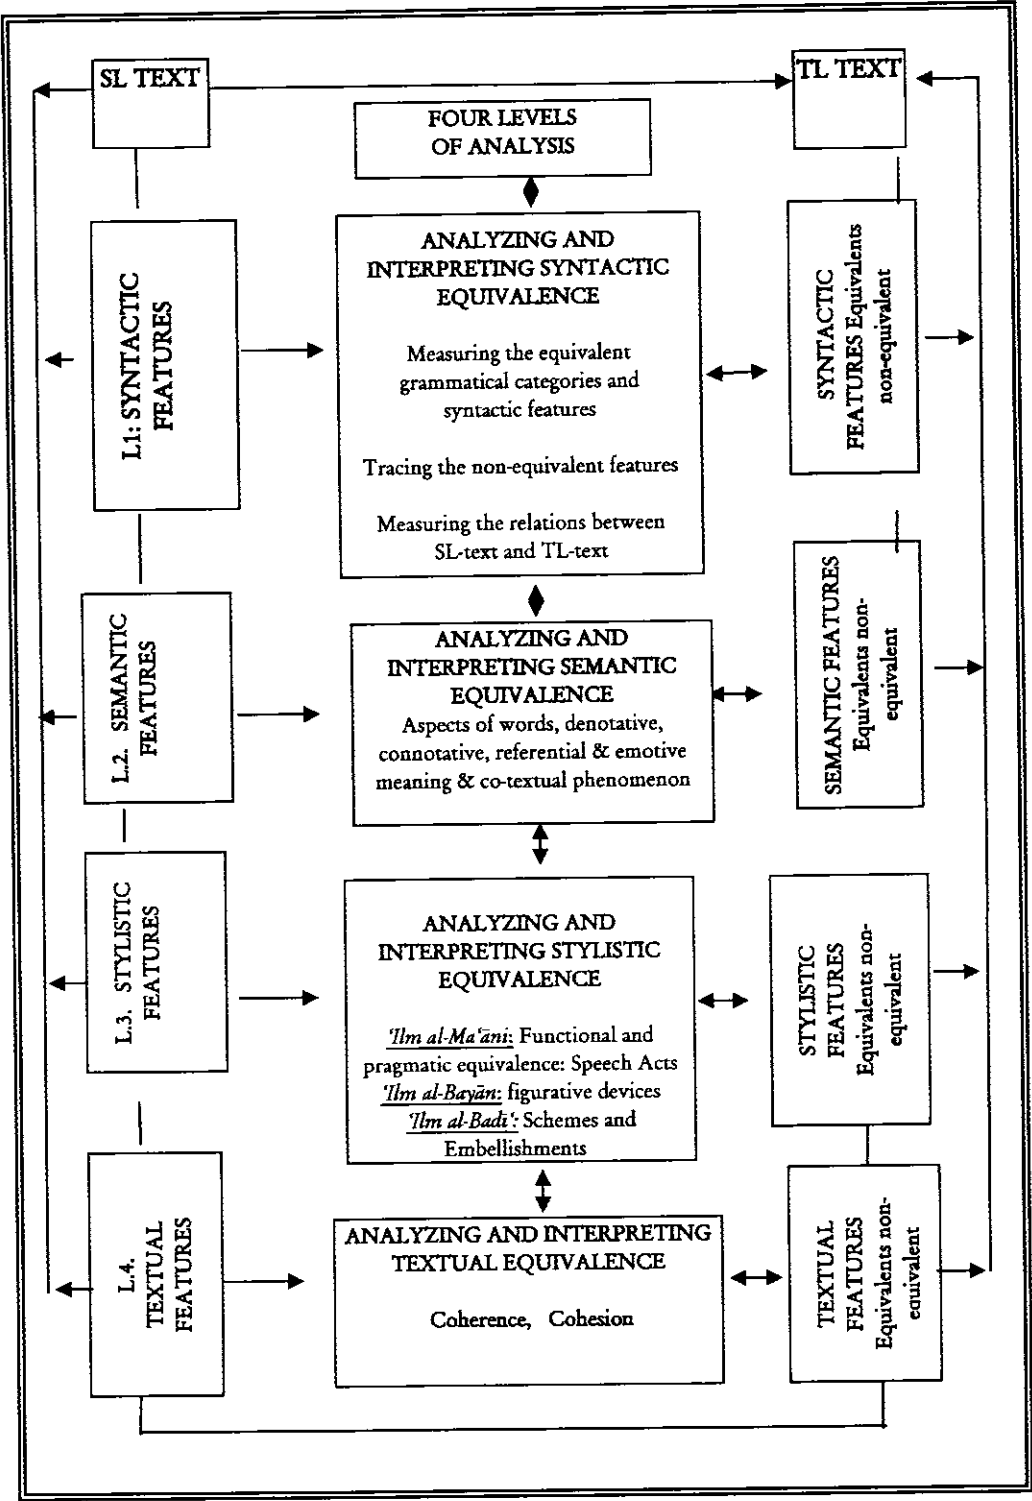 SL TEXT
TL TEXT
FOUR LEVELS
OF ANALYSIS
L1: SYNTACTIC
FEATURES
ANALYZING AND
INTERPRETING SYNTACTIC
EQUIVALENCE
Measuring the equivalent
grammatical categories and
syntactic features
Tracing the non-equivalent features
Measuring the relations between
SL-text and TL-text
SYNTACTIC
FEATURES Equivalents
non-equivalent
L.2. SEMANTIC
FEATURES
ANALYZING AND
INTERPRETING SEMANTIC
EQUIVALENCE
Aspects of words, denotative,
connotative, referential & emotive
meaning & co-textual phenomenon
SEMANTIC FEATURES
Equivalents non-
equivalent
L.3. STYLISTIC
FEATURES
ANALYZING AND
INTERPRETING STYLISTIC
EQUIVALENCE
'Ilm al-Ma'āni: Functional and
pragmatic equivalence: Speech Acts
'Ilm al-Bayān: figurative devices
'Ilm al-Badi': Schemes and
Embellishments
STYLISTIC
FEATURES
Equivalents non-
equivalent
L.4.
TEXTUAL
FEATURES
ANALYZING AND INTERPRETING
TEXTUAL EQUIVALENCE
Coherence, Cohesion
TEXTUAL
FEATURES
Equivalents non-
equivalent